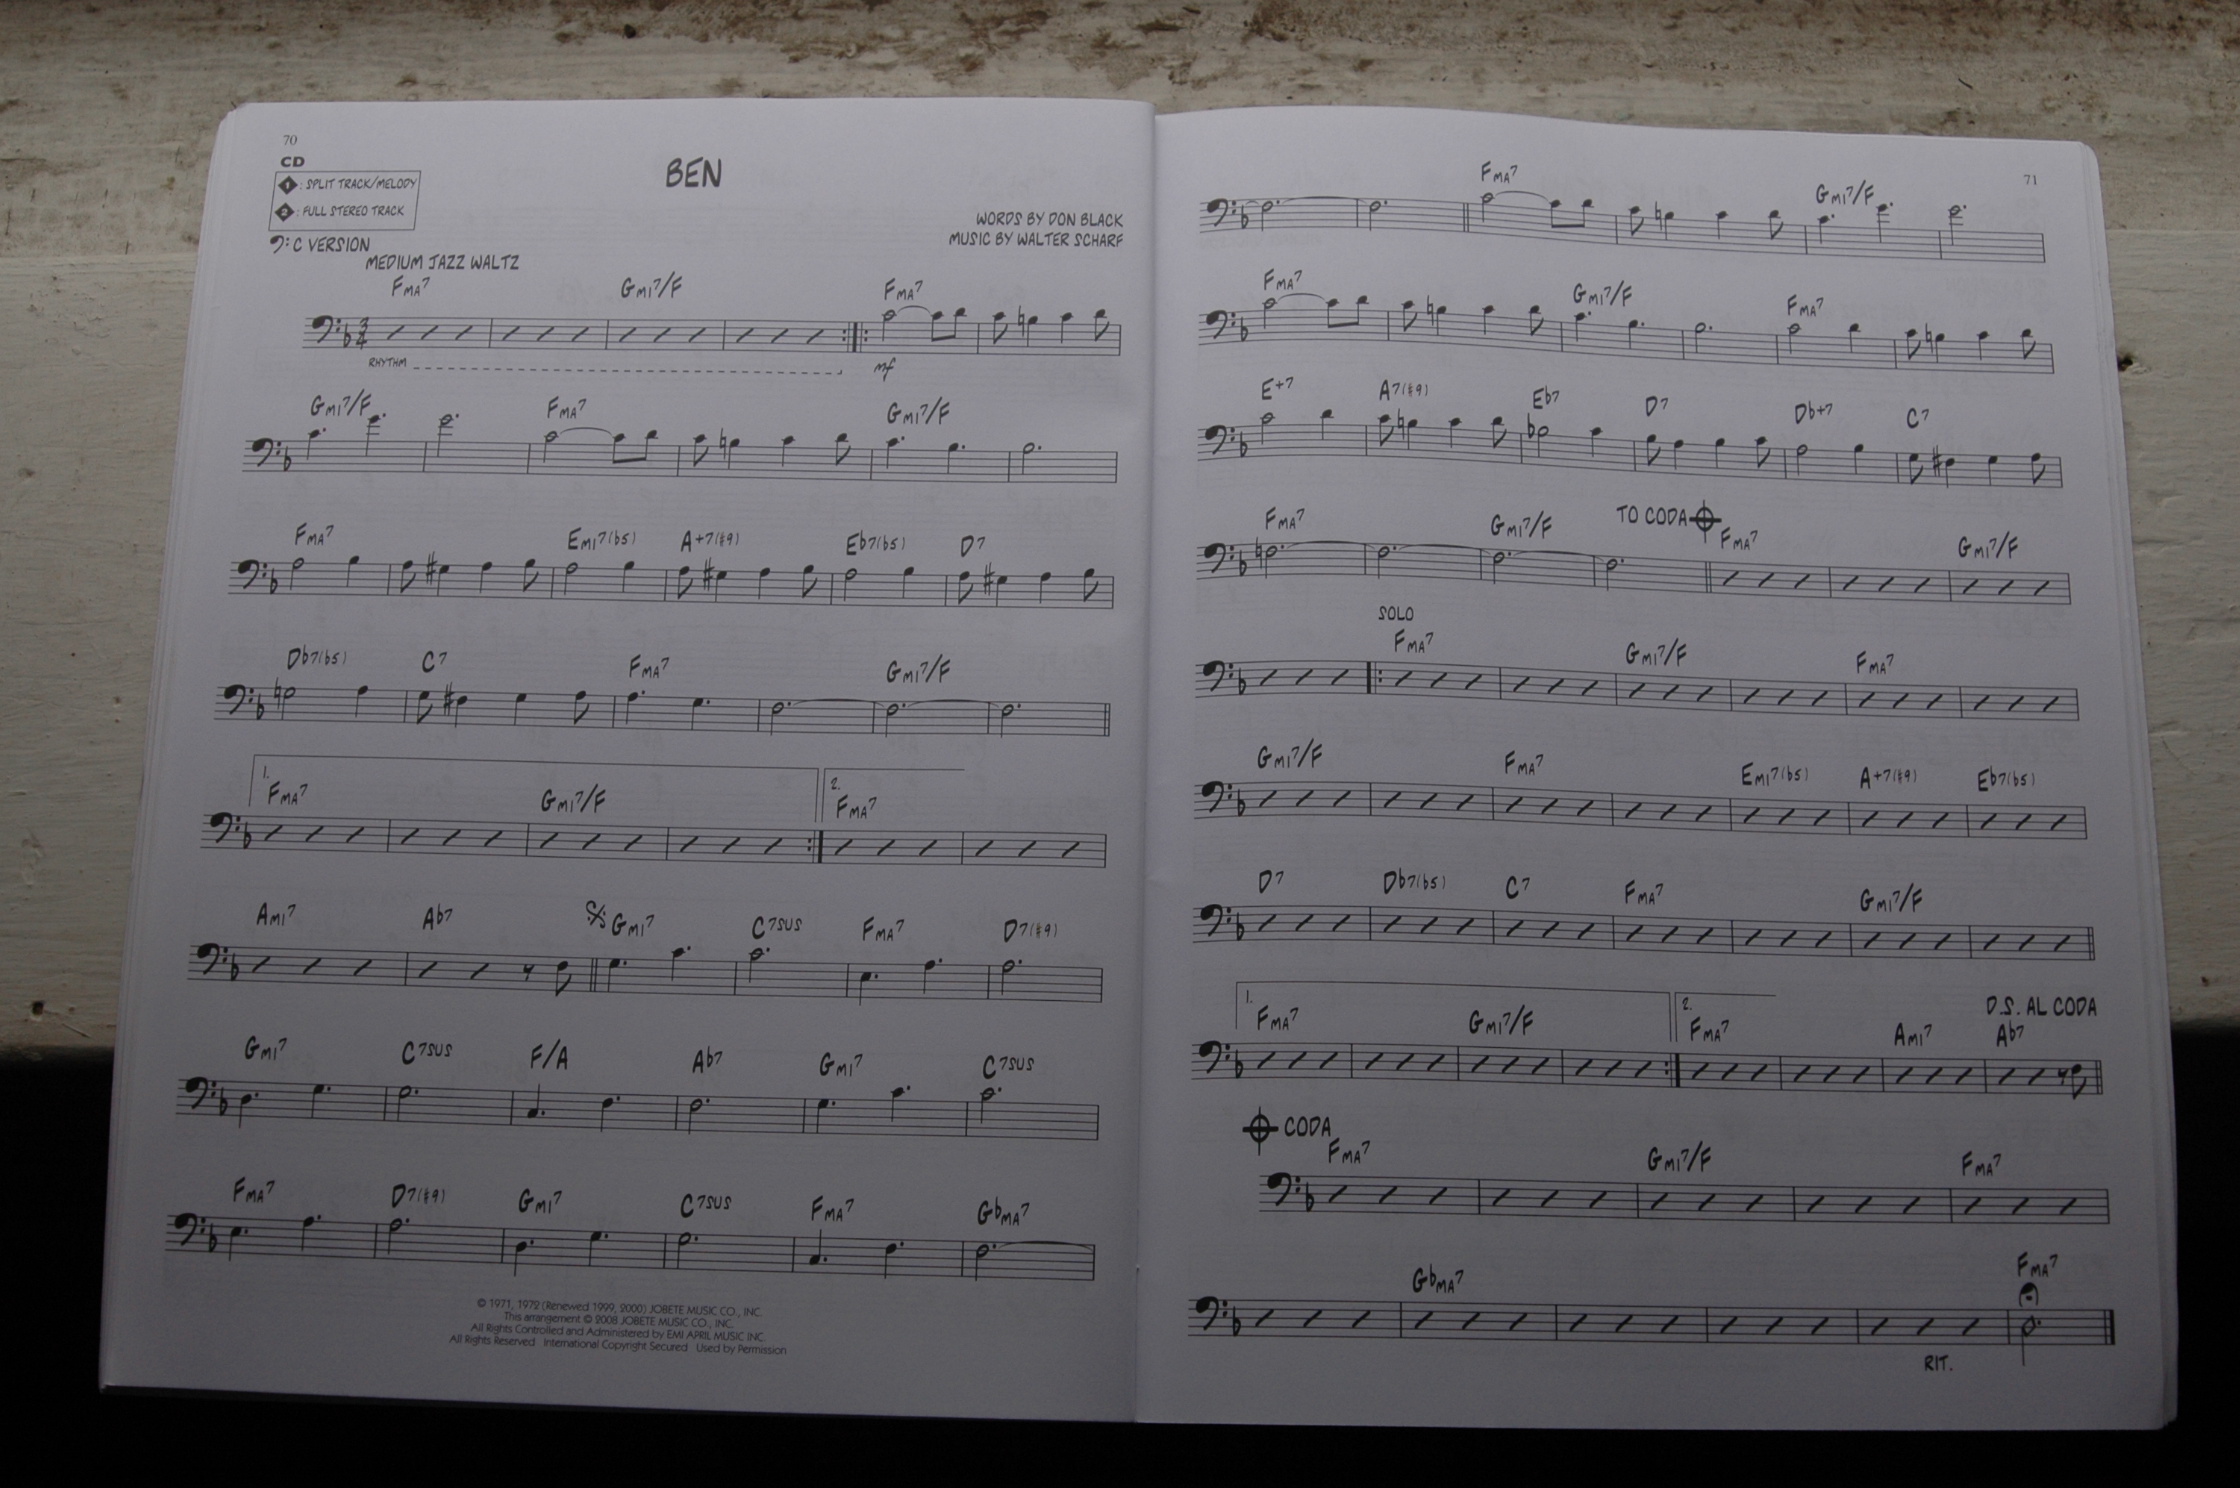 70
CD
1 : SPLIT TRACK/MELODY
2 : FULL STEREO TRACK
BEN
WORDS BY DON BLACK
MUSIC BY WALTER SCHARF
C VERSION
MEDIUM JAZZ WALTZ
FMA7 GMI7/F FMA7
3 4
RHYTHM mf
GMI7/F FMA7 GMI7/F
FMA7 EMI7(b5) A+7(#9) Eb7(b5) D7
Db7(b5) C7 FMA7 GMI7/F
1. 2.
FMA7 GMI7/F FMA7
AMI7 Ab7 GMI7 C7SUS FMA7 D7(#9)
GMI7 C7SUS F/A Ab7 GMI7 C7SUS
FMA7 D7(#9) GMI7 C7SUS FMA7 GbMA7
© 1971, 1972 (Renewed 1999, 2000) JOBETE MUSIC CO., INC.
This arrangement © 2008 JOBETE MUSIC CO., INC.
All Rights Controlled and Administered by EMI APRIL MUSIC INC.
All Rights Reserved International Copyright Secured Used by Permission
71
FMA7 GMI7/F
FMA7 GMI7/F FMA7
E+7 A7(#9) Eb7 D7 Db+7 C7
FMA7 GMI7/F TO CODA FMA7 GMI7/F
SOLO
FMA7 GMI7/F FMA7
GMI7/F FMA7 EMI7(b5) A+7(#9) Eb7(b5)
D7 Db7(b5) C7 FMA7 GMI7/F
1. 2. D.S. AL CODA
FMA7 GMI7/F FMA7 AMI7 Ab7
CODA
FMA7 GMI7/F FMA7
GbMA7 FMA7
RIT.